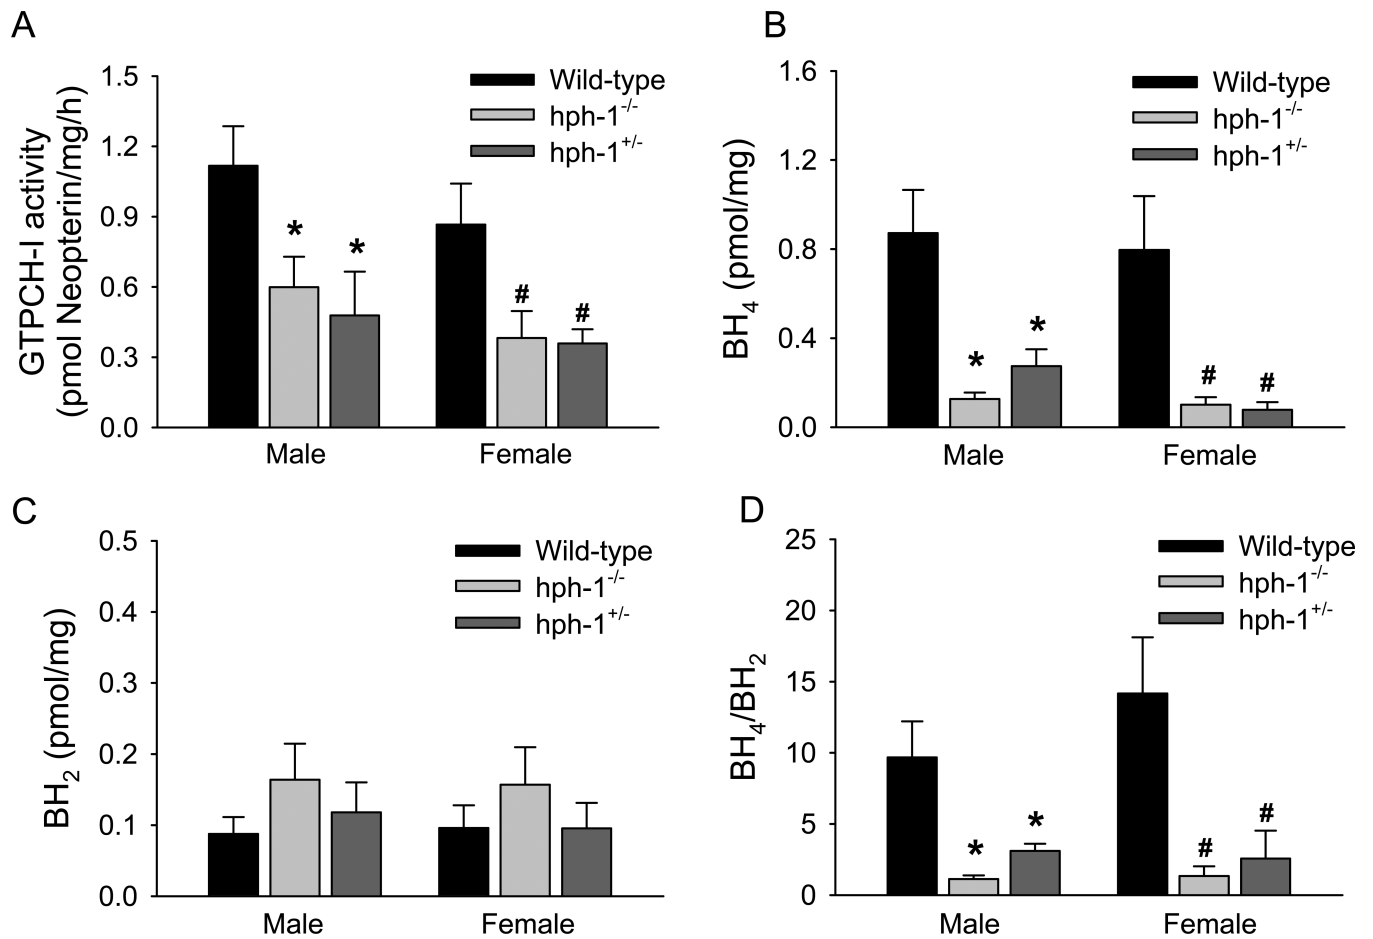 A
GTPCH-I activity
(pmol Neopterin/mg/h)
1.5
1.2
0.9
0.6
0.3
0.0
Wild-type
hph-1-/-
hph-1+/-
*
*
#
#
Male Female
B
BH4 (pmol/mg)
1.6
1.2
0.8
0.4
0.0
Wild-type
hph-1-/-
hph-1+/-
*
*
#
#
Male Female
C
BH2 (pmol/mg)
0.5
0.4
0.3
0.2
0.1
0.0
Wild-type
hph-1-/-
hph-1+/-
Male Female
D
BH4/BH2
25
20
15
10
5
0
Wild-type
hph-1-/-
hph-1+/-
*
*
#
#
Male Female